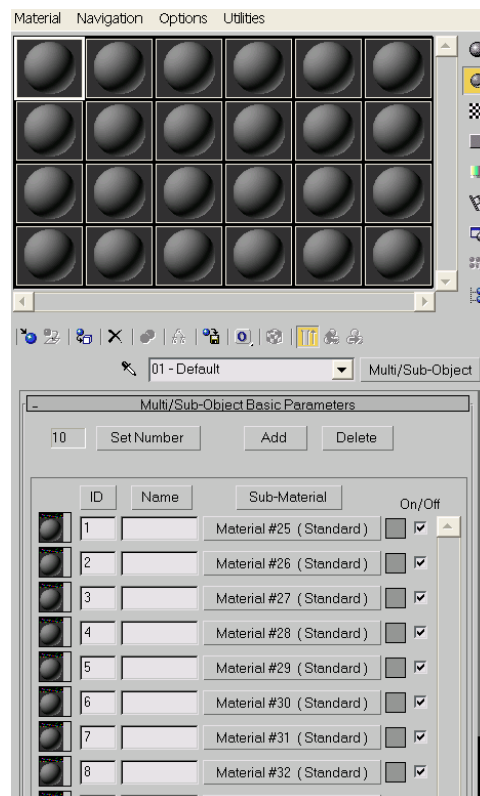 Material Navigation Options Utilities
01 - Default Multi/Sub-Object
- Multi/Sub-Object Basic Parameters
10 Set Number Add Delete
ID Name Sub-Material On/Off
1 Material #25 ( Standard )
2 Material #26 ( Standard )
3 Material #27 ( Standard )
4 Material #28 ( Standard )
5 Material #29 ( Standard )
6 Material #30 ( Standard )
7 Material #31 ( Standard )
8 Material #32 ( Standard )